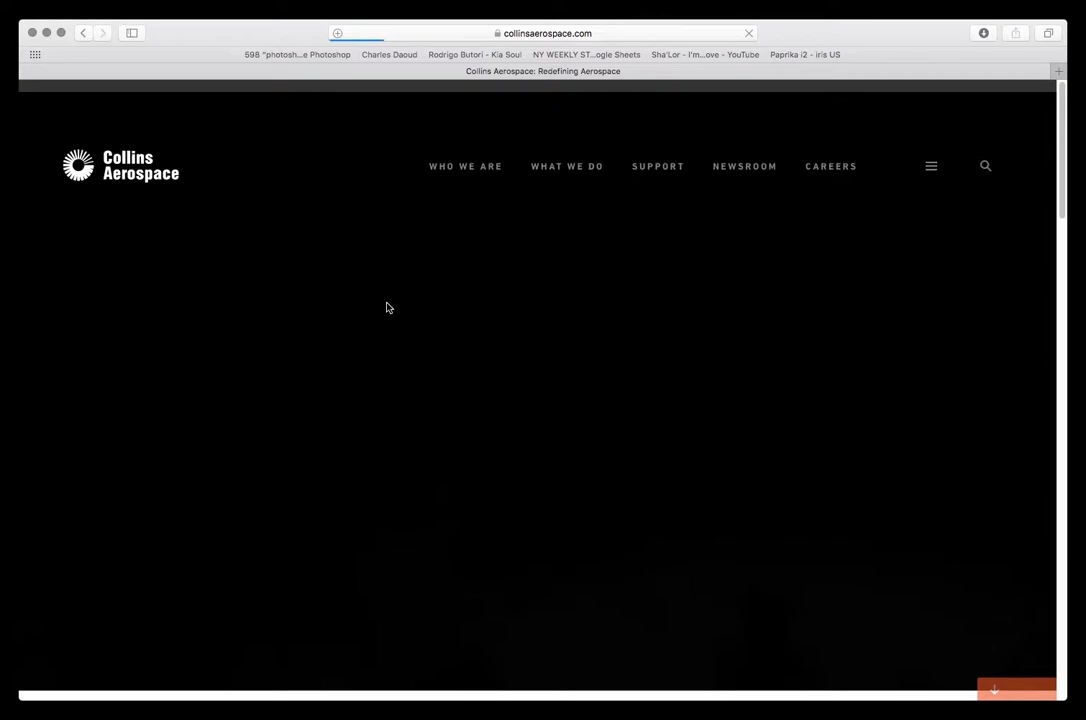 collinsaerospace.com
598 "photosh...e Photoshop Charles Daoud Rodrigo Butori - Kia Soul NY WEEKLY ST...ogle Sheets Sha'Lor - I'm...ove - YouTube Paprika i2 - iris US
Collins Aerospace: Redefining Aerospace
Collins
Aerospace
WHO WE ARE WHAT WE DO SUPPORT NEWSROOM CAREERS